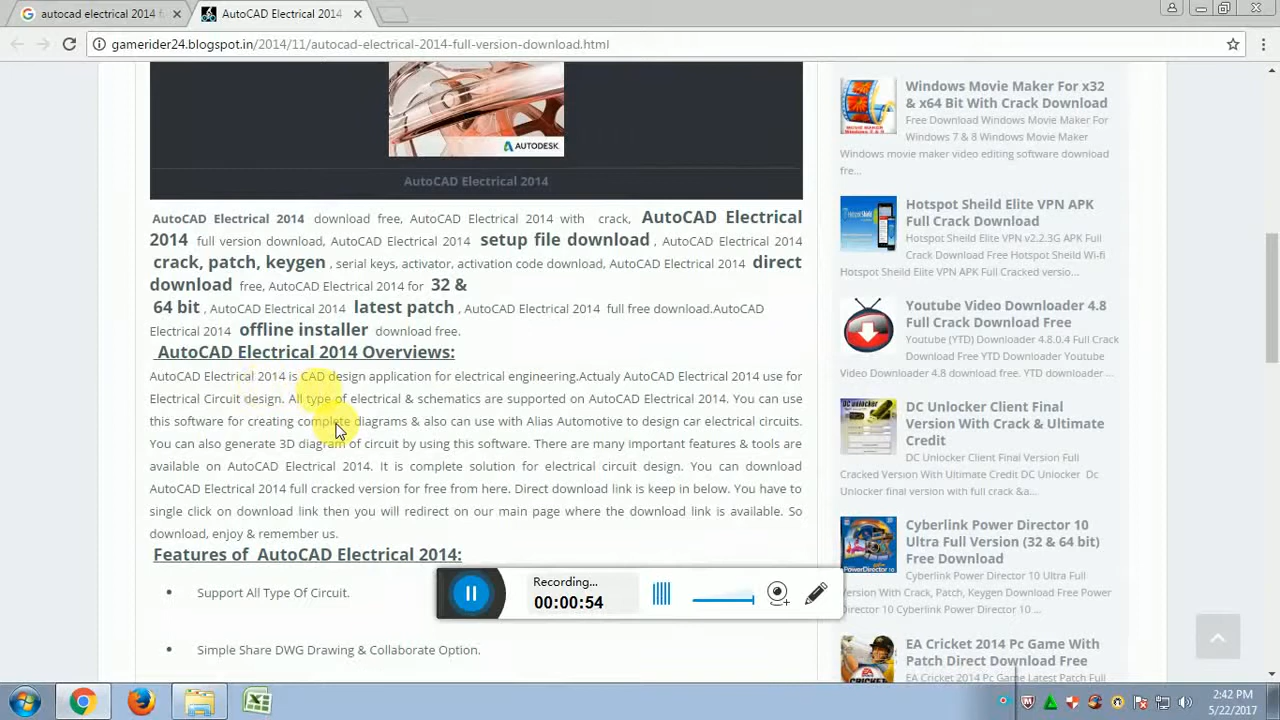 autocad electrical 2014 f
AutoCAD Electrical 2014
gamerider24.blogspot.in/2014/11/autocad-electrical-2014-full-version-download.html
AUTODESK
AutoCAD Electrical 2014
AutoCAD Electrical 2014 download free, AutoCAD Electrical 2014 with crack, AutoCAD Electrical
2014 full version download, AutoCAD Electrical 2014 setup file download , AutoCAD Electrical 2014
crack, patch, keygen , serial keys, activator, activation code download, AutoCAD Electrical 2014 direct
download free, AutoCAD Electrical 2014 for 32 &
64 bit , AutoCAD Electrical 2014 latest patch , AutoCAD Electrical 2014 full free download.AutoCAD
Electrical 2014 offline installer download free.
AutoCAD Electrical 2014 Overviews:
AutoCAD Electrical 2014 is CAD design application for electrical engineering.Actualy AutoCAD Electrical 2014 use for
Electrical Circuit design. All type of electrical & schematics are supported on AutoCAD Electrical 2014. You can use
this software for creating complete diagrams & also can use with Alias Automotive to design car electrical circuits.
You can also generate 3D diagram of circuit by using this software. There are many important features & tools are
available on AutoCAD Electrical 2014. It is complete solution for electrical circuit design. You can download
AutoCAD Electrical 2014 full cracked version for free from here. Direct download link is keep in below. You have to
single click on download link then you will redirect on our main page where the download link is available. So
download, enjoy & remember us.
Features of AutoCAD Electrical 2014:
Support All Type Of Circuit.
Simple Share DWG Drawing & Collaborate Option.
Windows Movie Maker For x32
& x64 Bit With Crack Download
Free Download Windows Movie Maker For
Windows 7 & 8 Windows Movie Maker
Windows movie maker video editing software download
fre...
Hotspot Sheild Elite VPN APK
Full Crack Download
Hotspot Sheild Elite VPN v2.2.3G APK Full
Crack Download Free Hotspot Sheild Wi-fi
Hotspot Sheild Elite VPN APK Full Cracked versio...
Youtube Video Downloader 4.8
Full Crack Download Free
Youtube (YTD) Downloader 4.8.0.4 Full Crack
Download Free YTD Downloader Youtube
Video Downloader 4.8 download free. YTD downloader ...
DC Unlocker Client Final
Version With Crack & Ultimate
Credit
DC Unlocker Client Final Version Full
Cracked Version With Ultimate Credit DC Unlocker Dc
Unlocker final version with full crack &a...
Cyberlink Power Director 10
Ultra Full Version (32 & 64 bit)
Free Download
Cyberlink Power Director 10 Ultra Full
Version With Crack, Patch, Keygen Download Free Power
Director 10 Ultra Full Version Cyberlink Power Director 10 ...
EA Cricket 2014 Pc Game With
Patch Direct Download Free
EA Cricket 2014 Pc Game Latest Patch Full
Recording...
00:00:54
2:42 PM
5/22/2017